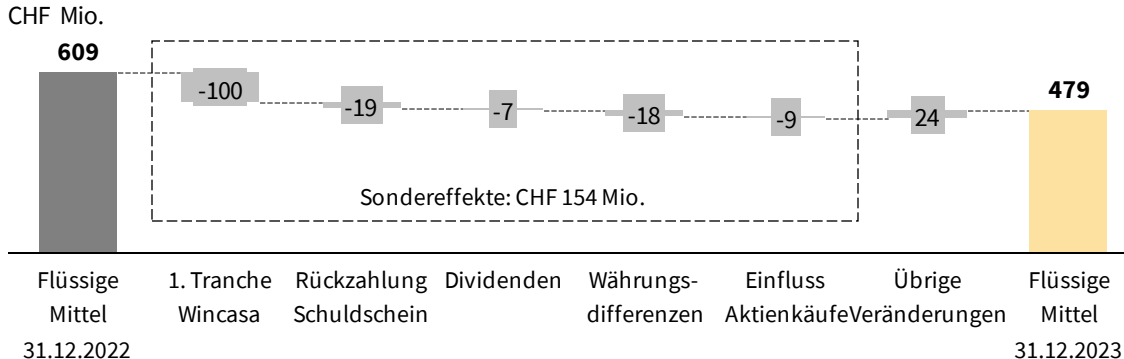 CHF Mio.
609
-100
-19
-7
-18
-9
24
479
Sondereffekte: CHF 154 Mio.
Flüssige
Mittel
31.12.2022
1. Tranche
Wincasa
Rückzahlung
Schuldschein
Dividenden
Währungs-
differenzen
Einfluss
Aktienkäufe
Übrige
Veränderungen
Flüssige
Mittel
31.12.2023